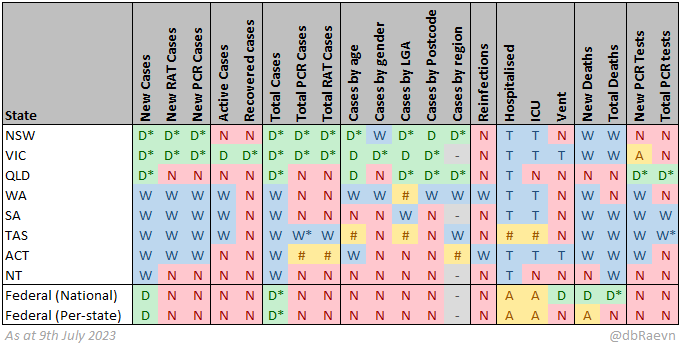 State New Cases New RAT Cases New PCR Cases Active Cases Recovered cases Total Cases Total PCR Cases Total RAT Cases Cases by age Cases by gender Cases by LGA Cases by Postcode Cases by region Reinfections Hospitalised ICU Vent New Deaths Total Deaths New PCR Tests Total PCR tests
NSW D* D* D* N N D* D* D* D* W D* D D* N T T N W W N N
VIC D* D* D* D D* D* D* D* D D* D D* - N T T T W W A N
QLD D* N N N N D* N N D N D* D* D* N T N N N N D* D*
WA W W W W N W N N W W # W W W T T N N W N N
SA W W W W N W N N N N W N - N T T N W W W W
TAS W W W W N W W* W # N # N W N # # N W W W W*
ACT W W W W N W # # W N N N # W T T T W W N N
NT W N N N N W N N N N N N - N T N N N W N N
Federal (National) D N N N N D* N N N N N N - N A A D D D* N N
Federal (Per-state) D N N N N D* N N N N N N - N A A N A N N N
As at 9th July 2023 @dbRaevn